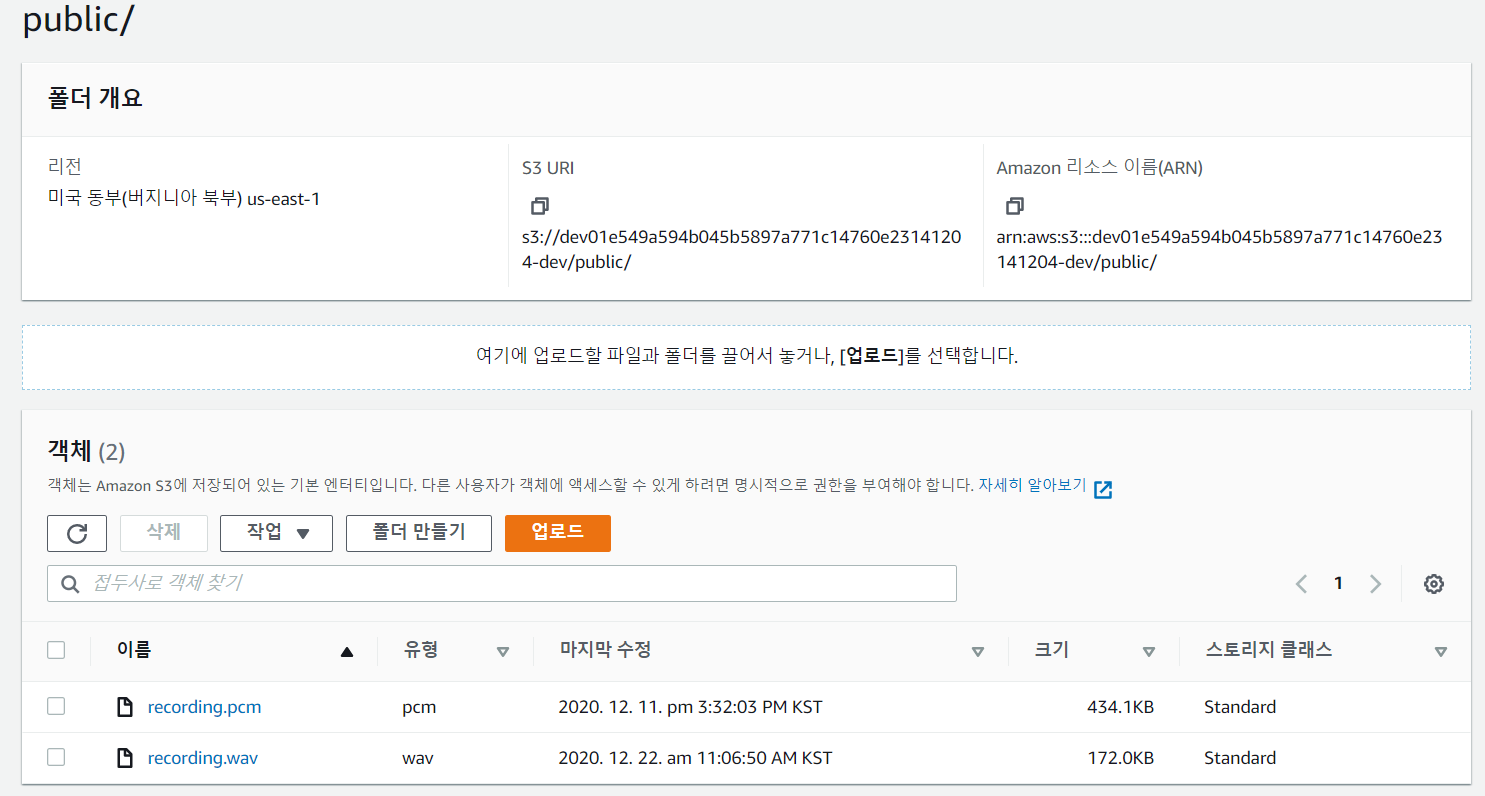 public/
폴더 개요
리전
미국 동부(버지니아 북부) us-east-1
S3 URI
s3://dev01e549a594b045b5897a771c14760e2314120
4-dev/public/
Amazon 리소스 이름(ARN)
arn:aws:s3:::dev01e549a594b045b5897a771c14760e23
141204-dev/public/
여기에 업로드할 파일과 폴더를 끌어서 놓거나, [업로드]를 선택합니다.
객체 (2)
객체는 Amazon S3에 저장되어 있는 기본 엔터티입니다. 다른 사용자가 객체에 액세스할 수 있게 하려면 명시적으로 권한을 부여해야 합니다. 자세히 알아보기
삭제 작업 폴더 만들기 업로드
접두사로 객체 찾기 1
이름 유형 마지막 수정 크기 스토리지 클래스
recording.pcm pcm 2020. 12. 11. pm 3:32:03 PM KST 434.1KB Standard
recording.wav wav 2020. 12. 22. am 11:06:50 AM KST 172.0KB Standard